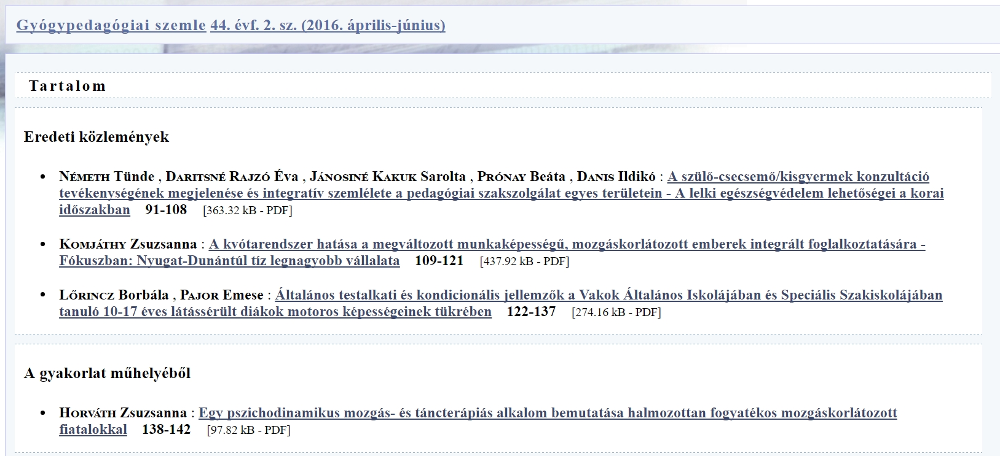 Gyógypedagógiai szemle 44. évf. 2. sz. (2016. április-június)
Tartalom
Eredeti közlemények
• Németh Tünde , Daritsné Rajzó Éva , Jánosiné Kakuk Sarolta , Prónay Beáta , Danis Ildikó : A szülő-csecsemő/kisgyermek konzultáció
tevékenységének megjelenése és integratív szemlélete a pedagógiai szakszolgálat egyes területein - A lelki egészségvédelem lehetőségei a korai
időszakban 91-108 [363.32 kB - PDF]
• Komjáthy Zsuzsanna : A kvótarendszer hatása a megváltozott munkaképességű, mozgáskorlátozott emberek integrált foglalkoztatására -
Fókuszban: Nyugat-Dunántúl tíz legnagyobb vállalata 109-121 [437.92 kB - PDF]
• Lőrincz Borbála , Pajor Emese : Általános testalkati és kondicionális jellemzők a Vakok Általános Iskolájában és Speciális Szakiskolájában
tanuló 10-17 éves látássérült diákok motoros képességeinek tükrében 122-137 [274.16 kB - PDF]
A gyakorlat műhelyéből
• Horváth Zsuzsanna : Egy pszichodinamikus mozgás- és táncterápiás alkalom bemutatása halmozottan fogyatékos mozgáskorlátozott
fiatalokkal 138-142 [97.82 kB - PDF]